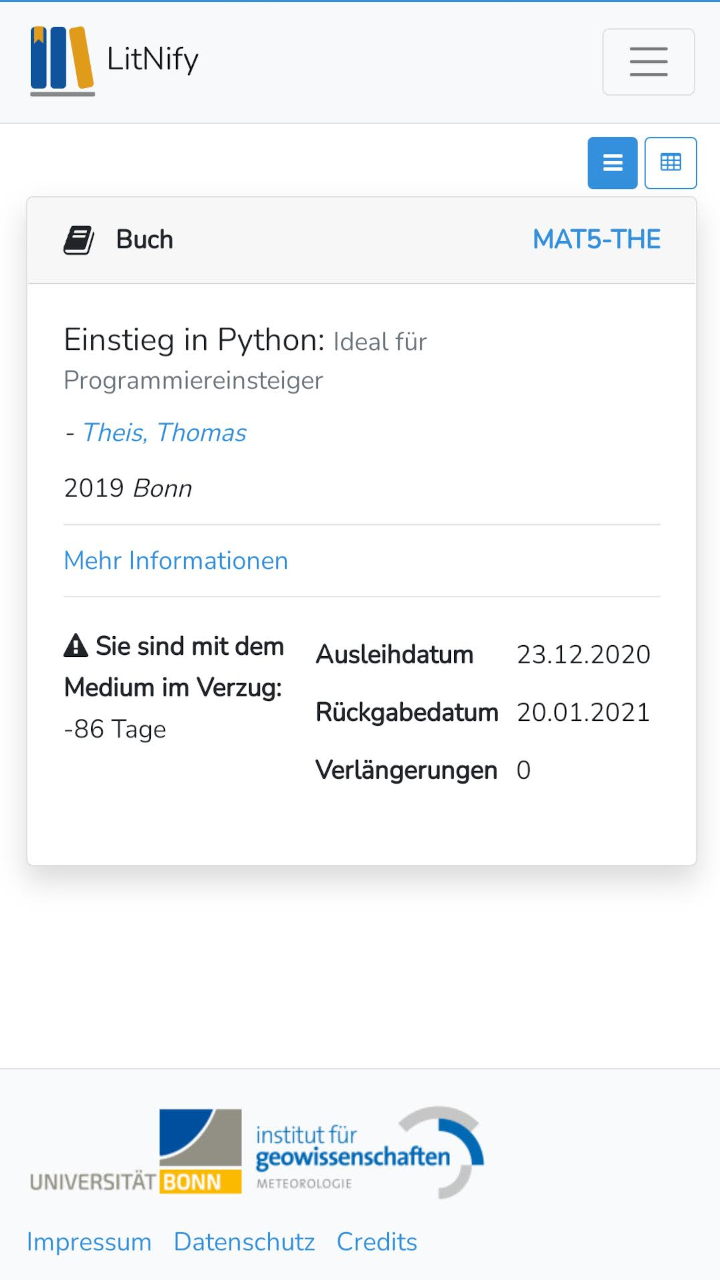 LitNify
Buch MAT5-THE
Einstieg in Python: Ideal für
Programmiereinsteiger
- Theis, Thomas
2019 Bonn
Mehr Informationen
Sie sind mit dem
Medium im Verzug:
-86 Tage
Ausleihdatum 23.12.2020
Rückgabedatum 20.01.2021
Verlängerungen 0
UNIVERSITÄT BONN
institut für
geowissenschaften
METEOROLOGIE
Impressum Datenschutz Credits